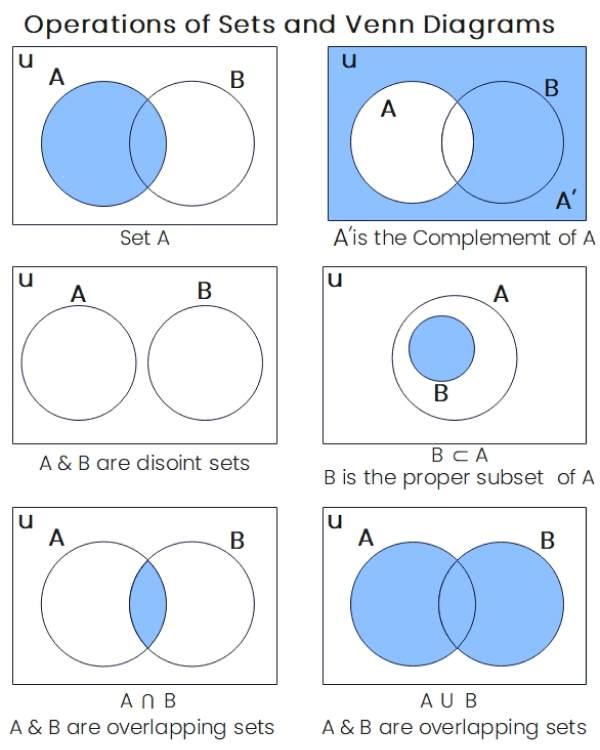 Operations of Sets and Venn Diagrams
u
A
B
Set A
u
A
B
A′
A′is the Complememt of A
u
A
B
A & B are disoint sets
u
A
B
B ⊂ A
B is the proper subset of A
u
A
B
A ∩ B
A & B are overlapping sets
u
A
B
A ∪ B
A & B are overlapping sets